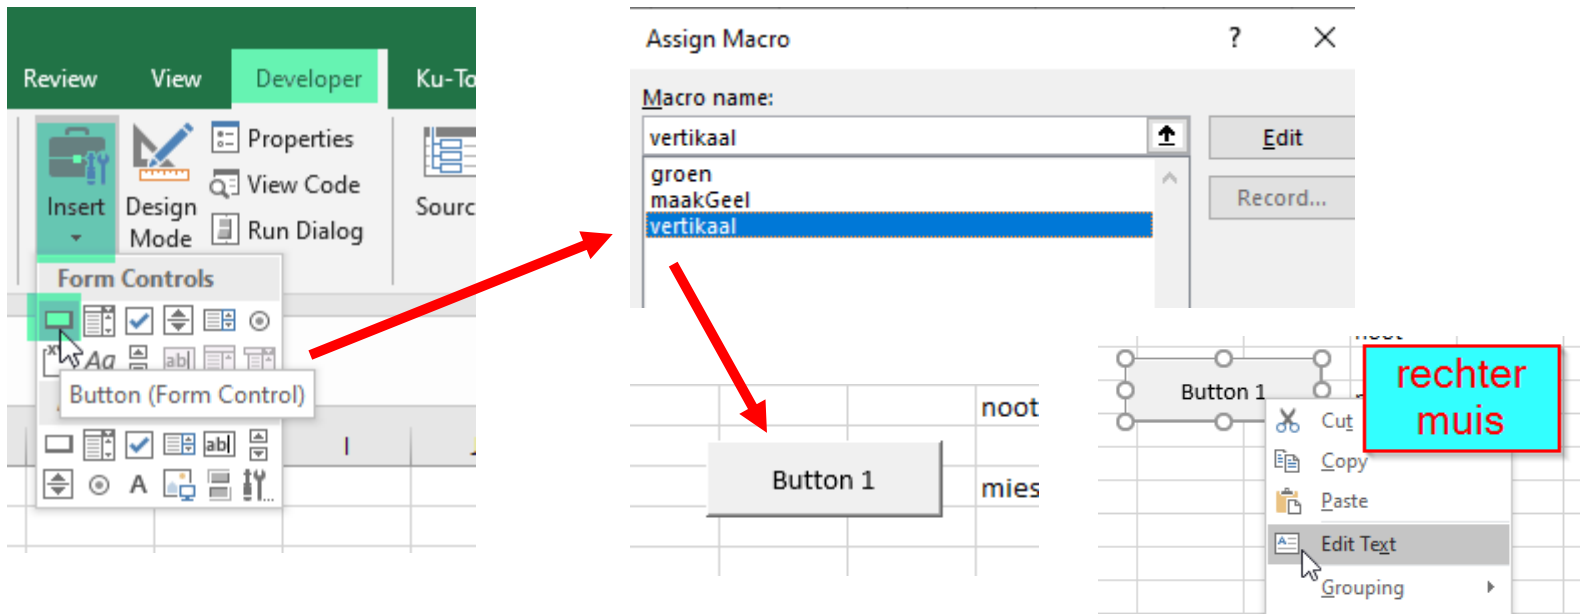 Review View Developer Ku-To
Properties
View Code
Run Dialog
Insert
Design
Mode
Sourc
Form Controls
Aa
ab|
Button (Form Control)
ab|
A
I
Assign Macro ? X
Macro name:
vertikaal
Edit
Record...
groen
maakGeel
vertikaal
noot
Button 1
mies
Button 1
rechter
muis
Cut
Copy
Paste
Edit Text
Grouping